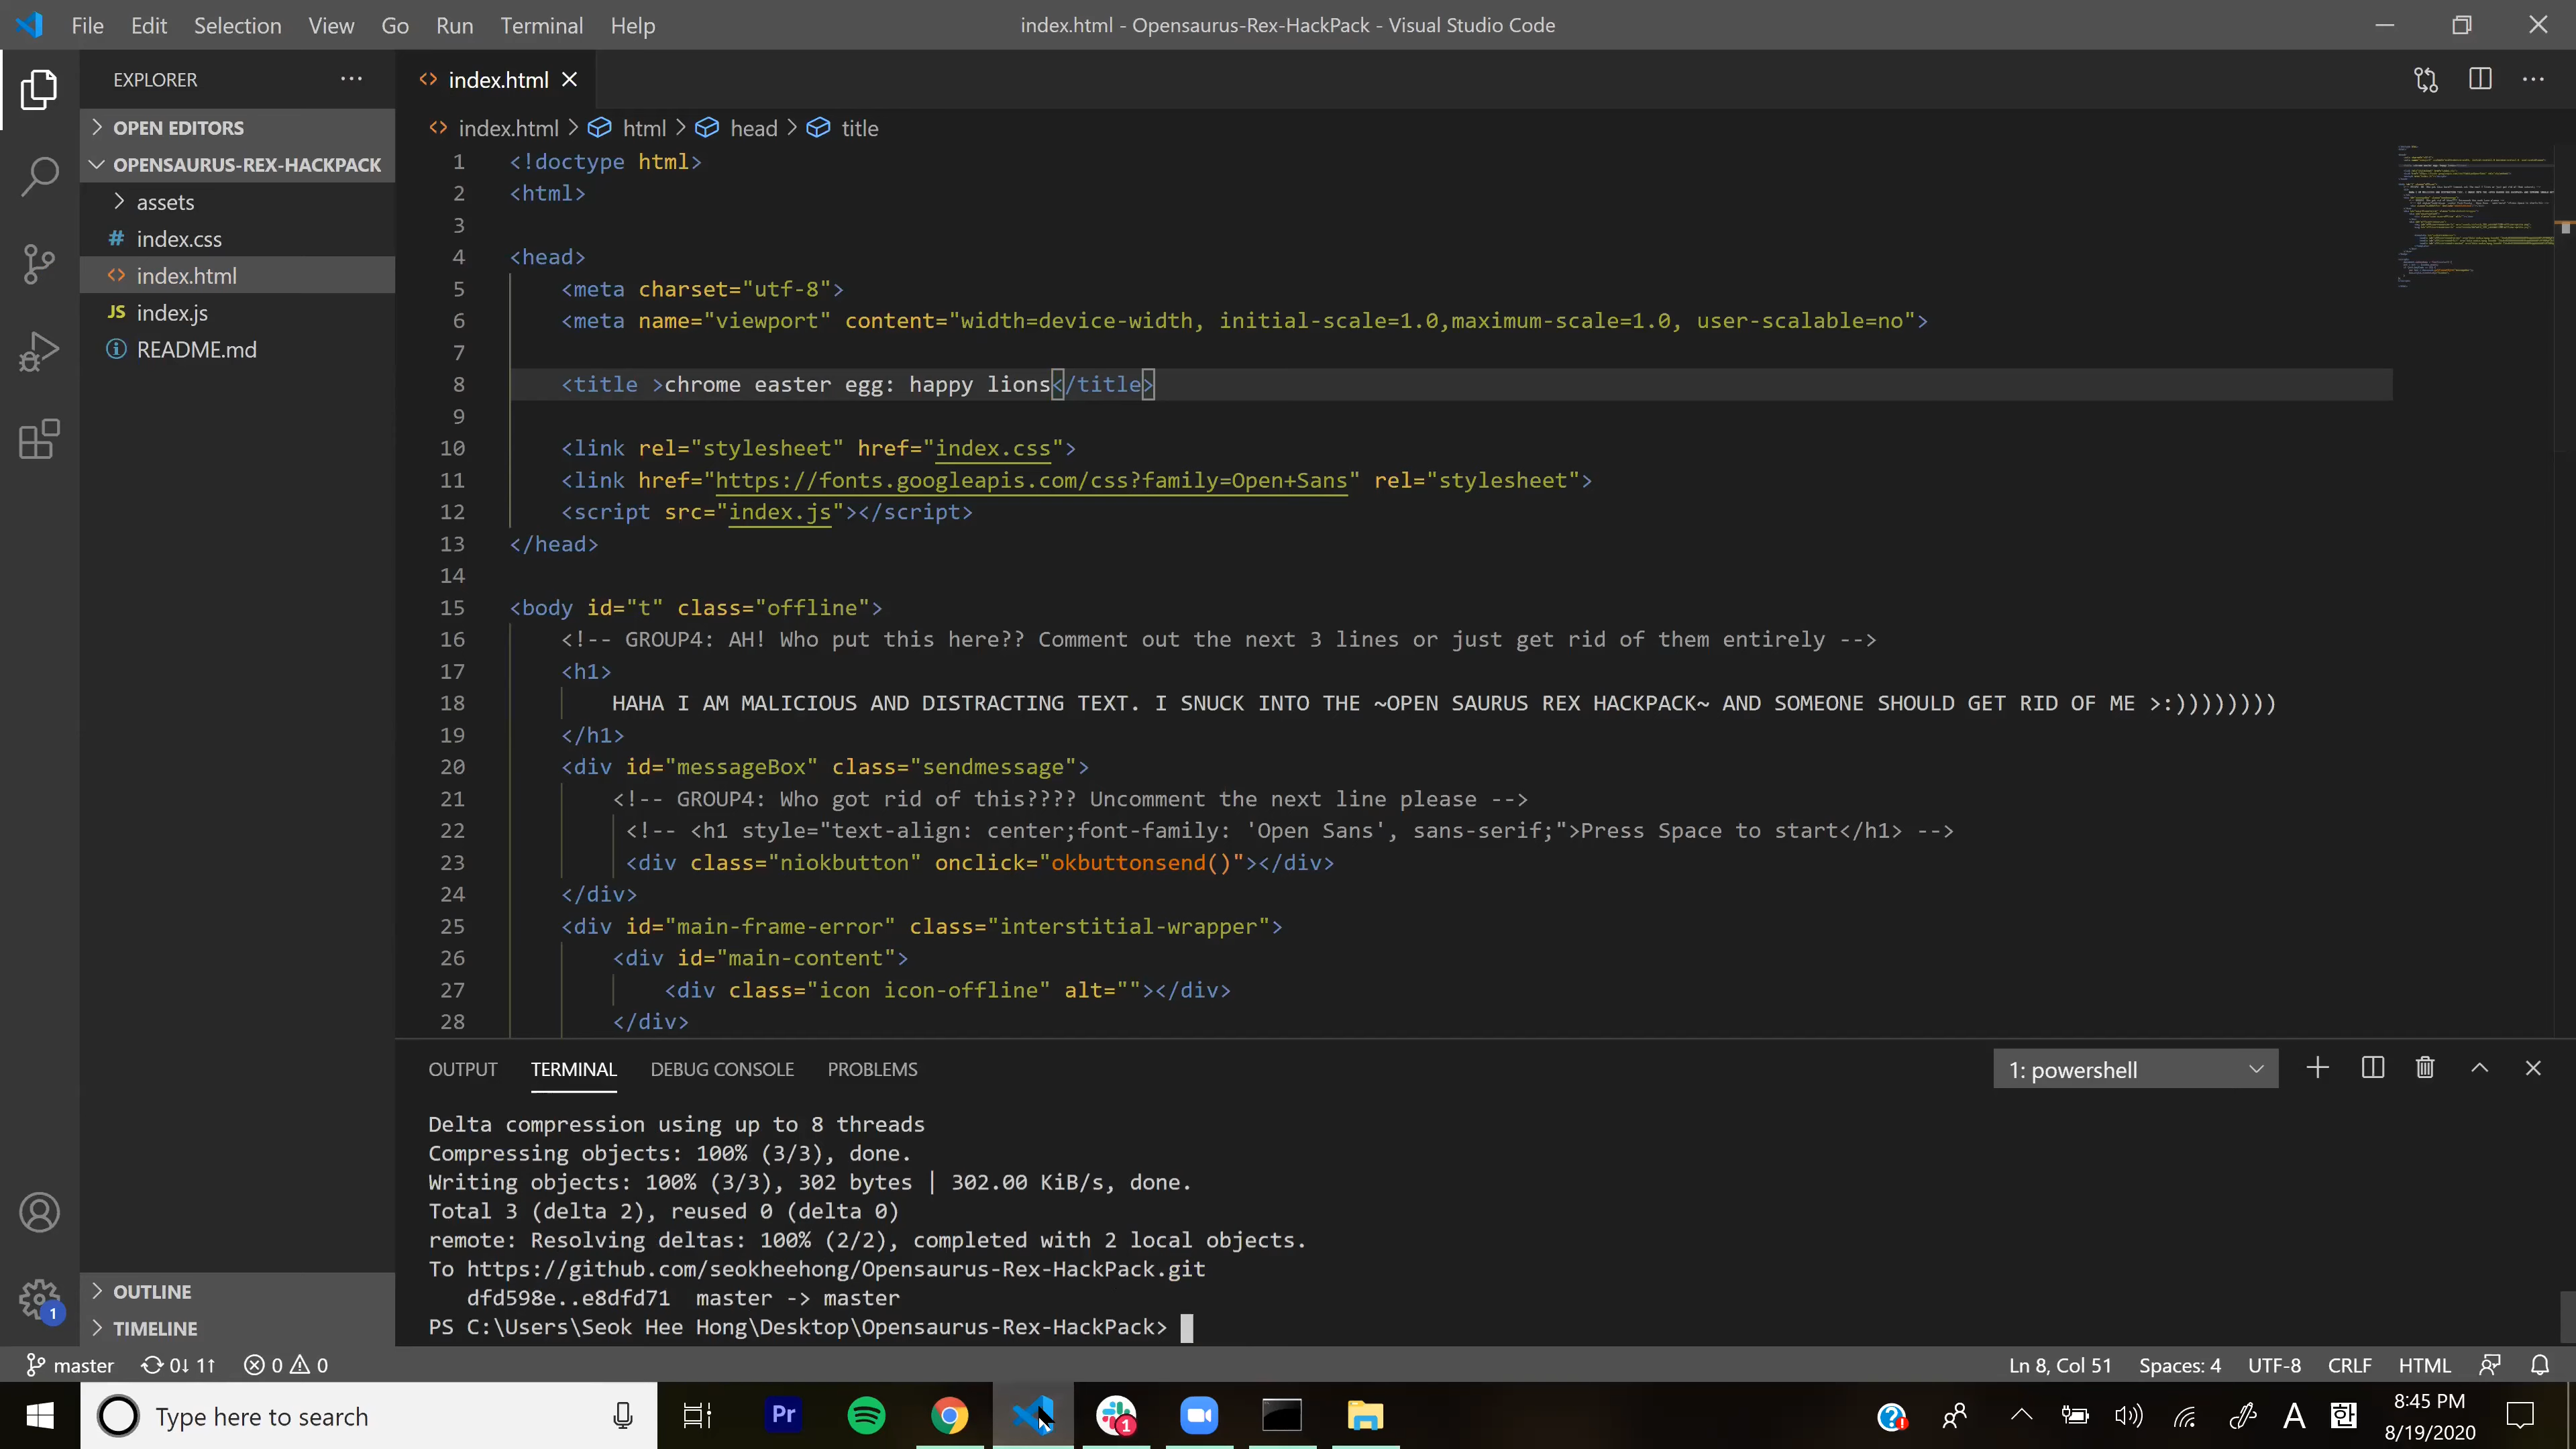 File Edit Selection View Go Run Terminal Help
index.html - Opensaurus-Rex-HackPack - Visual Studio Code
EXPLORER
OPEN EDITORS
OPENSAURUS-REX-HACKPACK
assets
# index.css
<> index.html
JS index.js
README.md
OUTLINE
TIMELINE
<> index.html
<> index.html > html > head > title
1 <!doctype html>
2 <html>
3
4 <head>
5 <meta charset="utf-8">
6 <meta name="viewport" content="width=device-width, initial-scale=1.0,maximum-scale=1.0, user-scalable=no">
7
8 <title >chrome easter egg: happy lions</title>
9
10 <link rel="stylesheet" href="index.css">
11 <link href="https://fonts.googleapis.com/css?family=Open+Sans" rel="stylesheet">
12 <script src="index.js"></script>
13 </head>
14
15 <body id="t" class="offline">
16 <!-- GROUP4: AH! Who put this here?? Comment out the next 3 lines or just get rid of them entirely -->
17 <h1>
18 HAHA I AM MALICIOUS AND DISTRACTING TEXT. I SNUCK INTO THE ~OPEN SAURUS REX HACKPACK~ AND SOMEONE SHOULD GET RID OF ME >:))))))))
19 </h1>
20 <div id="messageBox" class="sendmessage">
21 <!-- GROUP4: Who got rid of this???? Uncomment the next line please -->
22 <!-- <h1 style="text-align: center;font-family: 'Open Sans', sans-serif;">Press Space to start</h1> -->
23 <div class="niokbutton" onclick="okbuttonsend()"></div>
24 </div>
25 <div id="main-frame-error" class="interstitial-wrapper">
26 <div id="main-content">
27 <div class="icon icon-offline" alt=""></div>
28 </div>
OUTPUT TERMINAL DEBUG CONSOLE PROBLEMS
1: powershell
Delta compression using up to 8 threads
Compressing objects: 100% (3/3), done.
Writing objects: 100% (3/3), 302 bytes | 302.00 KiB/s, done.
Total 3 (delta 2), reused 0 (delta 0)
remote: Resolving deltas: 100% (2/2), completed with 2 local objects.
To https://github.com/seokheehong/Opensaurus-Rex-HackPack.git
dfd598e..e8dfd71 master -> master
PS C:\Users\Seok Hee Hong\Desktop\Opensaurus-Rex-HackPack>
1
master 0↓ 1↑ 0 0
Ln 8, Col 51 Spaces: 4 UTF-8 CRLF HTML
Type here to search
Pr
1
A 한
8:45 PM
8/19/2020